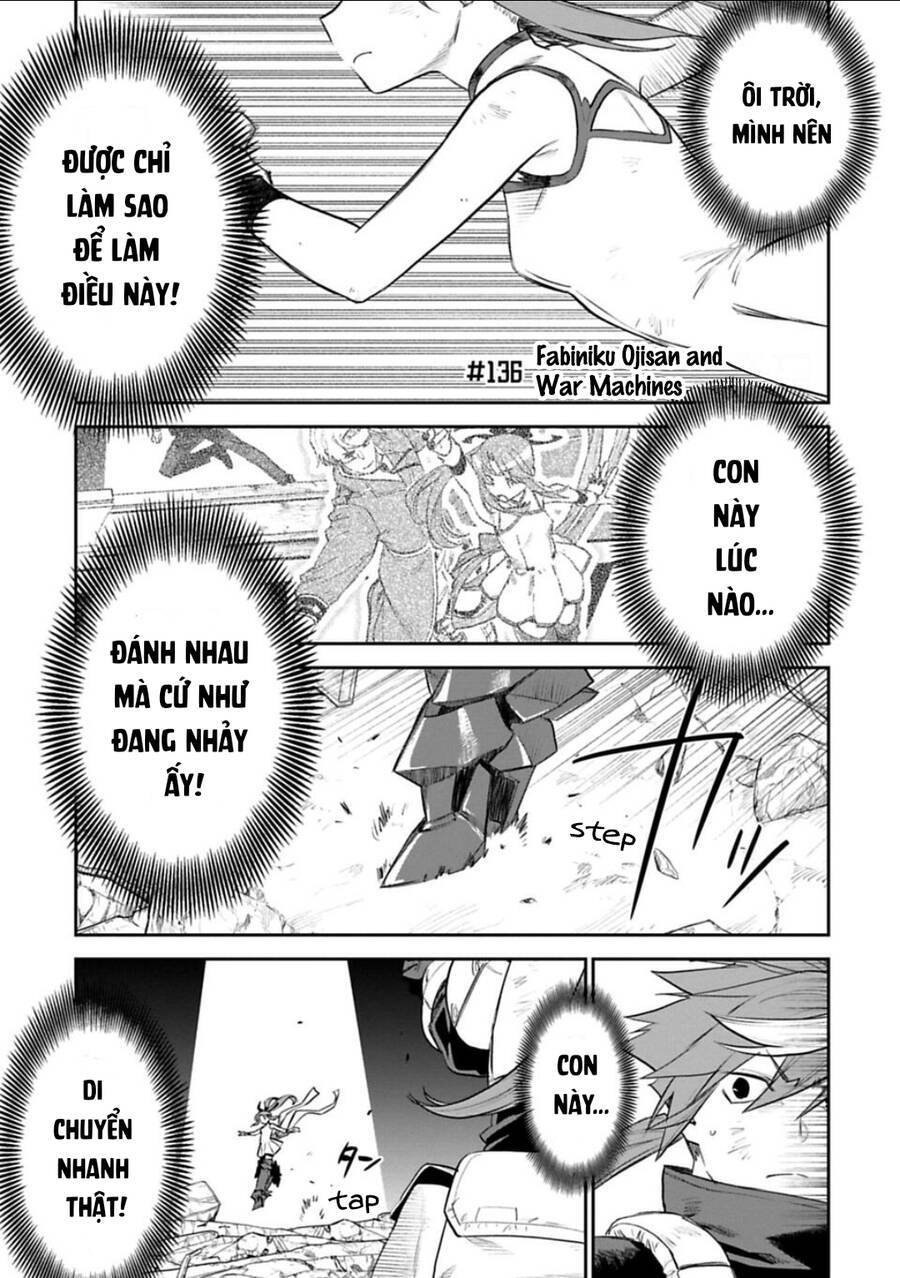 ÔI TRỜI,
MÌNH NÊN
ĐƯỢC CHỈ
LÀM SAO
ĐỂ LÀM
ĐIỀU NÀY!
#136 Fabiniku Ojisan and
War Machines
CON
NÀY
LÚC
NÀO...
ĐÁNH NHAU
MÀ CỨ NHƯ
ĐANG NHẢY
ẤY!
ザッ
step
CON
NÀY...
DI
CHUYỂN
NHANH
THẬT!
タン
tap